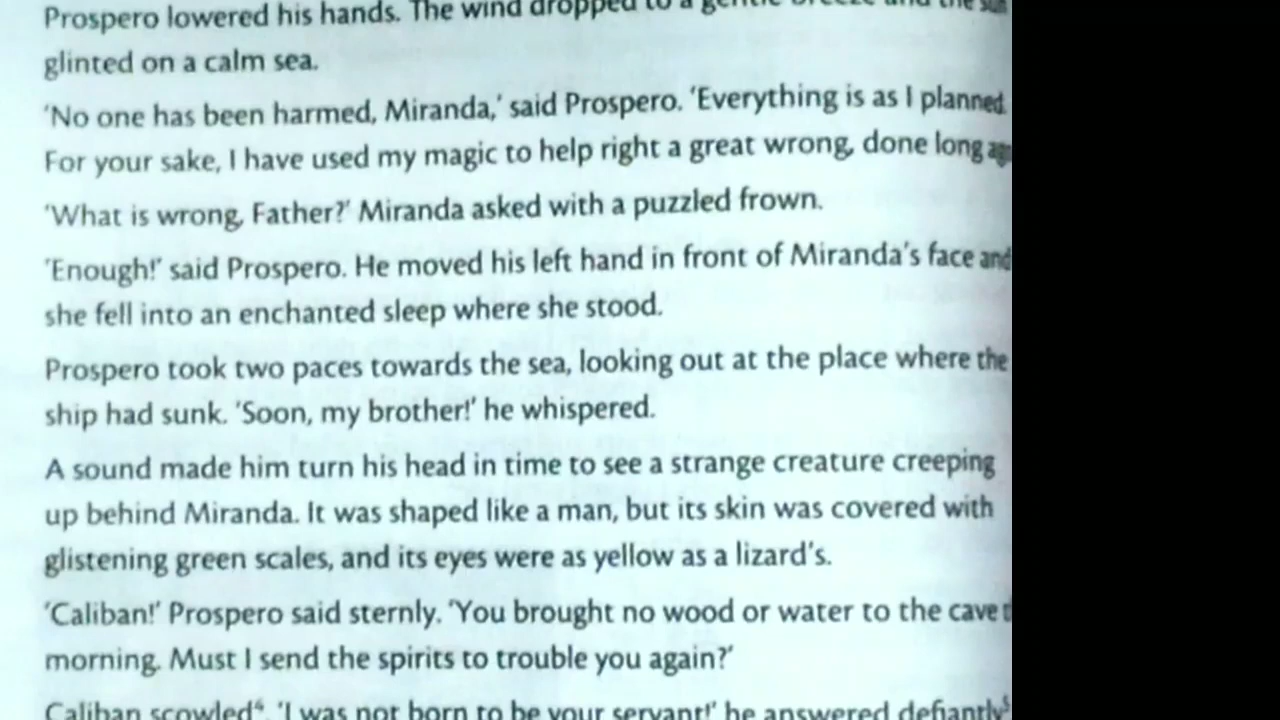 Prospero lowered his hands. The wind dropped to a gentle breeze and the sun
glinted on a calm sea.
‘No one has been harmed, Miranda,’ said Prospero. ‘Everything is as I planned.
For your sake, I have used my magic to help right a great wrong, done long ago
‘What is wrong, Father?’ Miranda asked with a puzzled frown.
‘Enough!’ said Prospero. He moved his left hand in front of Miranda’s face and
she fell into an enchanted sleep where she stood.
Prospero took two paces towards the sea, looking out at the place where the
ship had sunk. ‘Soon, my brother!’ he whispered.
A sound made him turn his head in time to see a strange creature creeping
up behind Miranda. It was shaped like a man, but its skin was covered with
glistening green scales, and its eyes were as yellow as a lizard’s.
‘Caliban!’ Prospero said sternly. ‘You brought no wood or water to the cave
morning. Must I send the spirits to trouble you again?’
Caliban scowled⁴. ‘I was not born to be your servant!’ he answered defiantly⁵